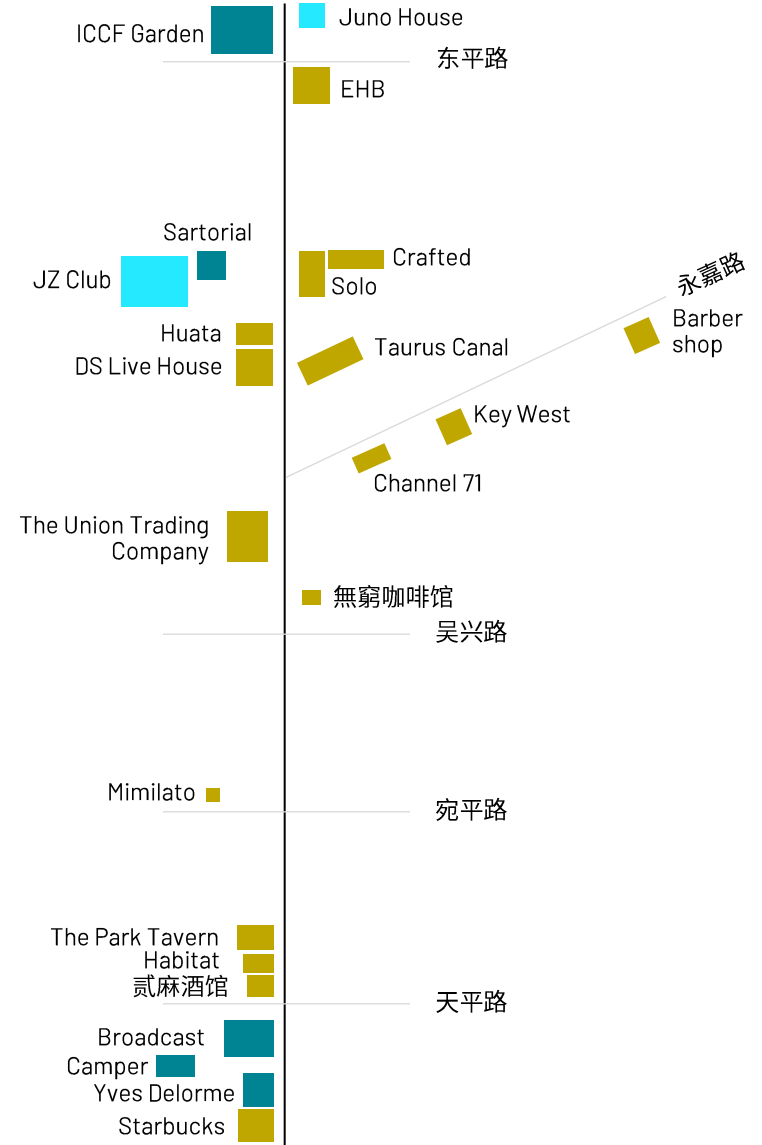 ICCF Garden
Juno House
东平路
EHB
Sartorial
JZ Club
Crafted
Solo
永嘉路
Barber
shop
Huata
DS Live House
Taurus Canal
Key West
Channel 71
The Union Trading
Company
無窮咖啡馆
吴兴路
Mimilato
宛平路
The Park Tavern
Habitat
贰麻酒馆
天平路
Broadcast
Camper
Yves Delorme
Starbucks